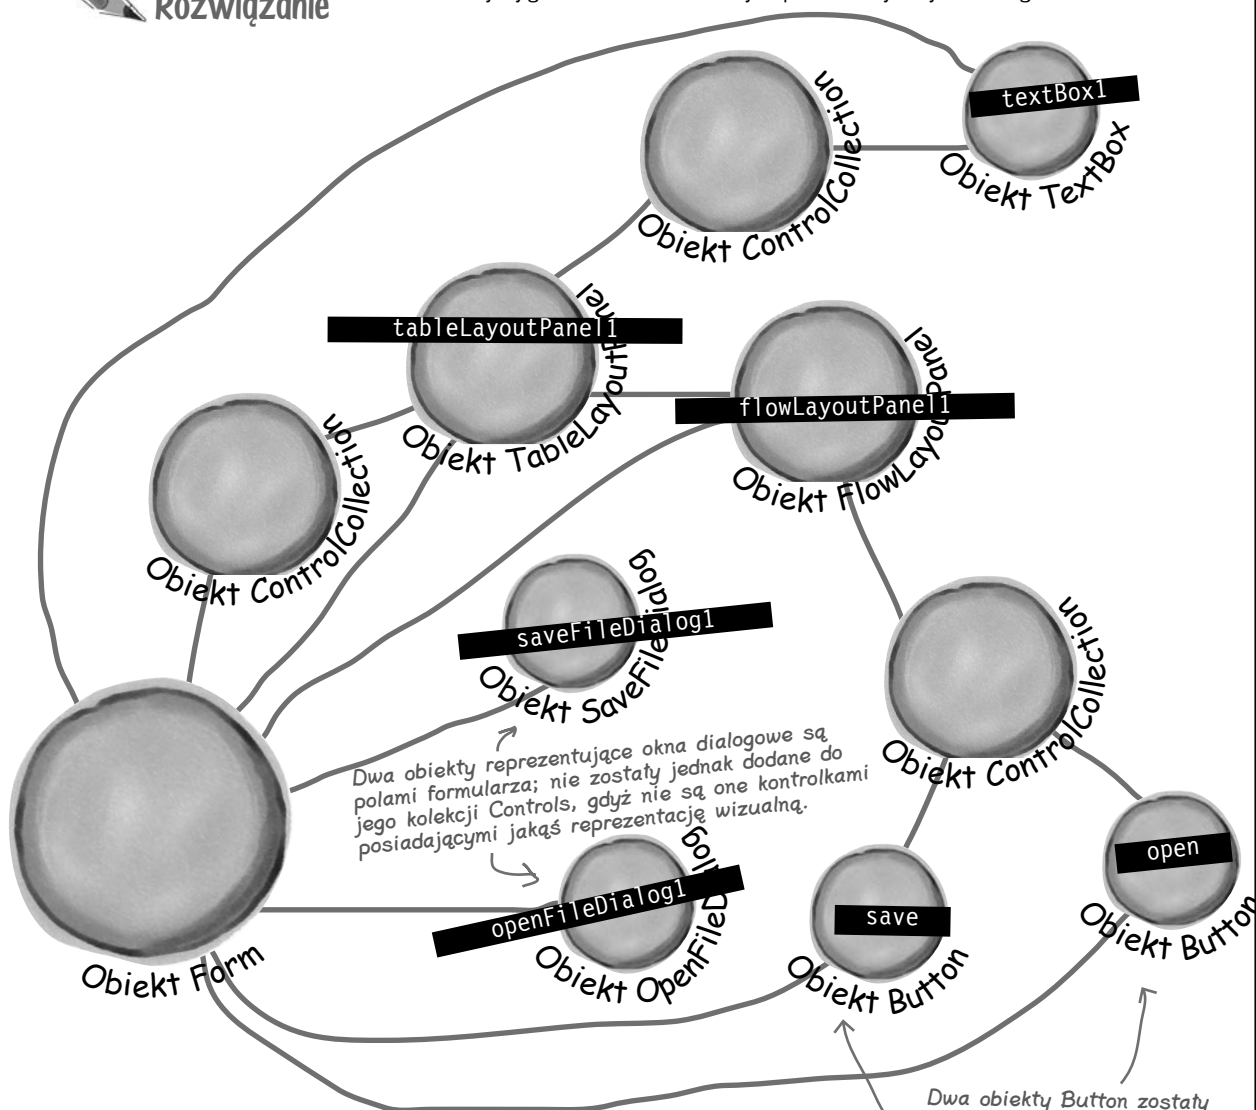 Rozwiązanie
textBox1
Obiekt TextBox
Obiekt ControlCollection
tableLayoutPanel1
Obiekt TableLayoutPanel
flowLayoutPanel1
Obiekt FlowLayoutPanel
Obiekt ControlCollection
saveFileDialog1
Obiekt SaveFileDialog
Obiekt ControlCollection
Dwa obiekty reprezentujące okna dialogowe są
polami formularza; nie zostały jednak dodane do
jego kolekcji Controls, gdyż nie są one kontrolkami
posiadającymi jakąś reprezentację wizualną.
openFileDialog1
Obiekt OpenFileDialog
save
Obiekt Button
open
Obiekt Button
Obiekt Form
Dwa obiekty Button zostały